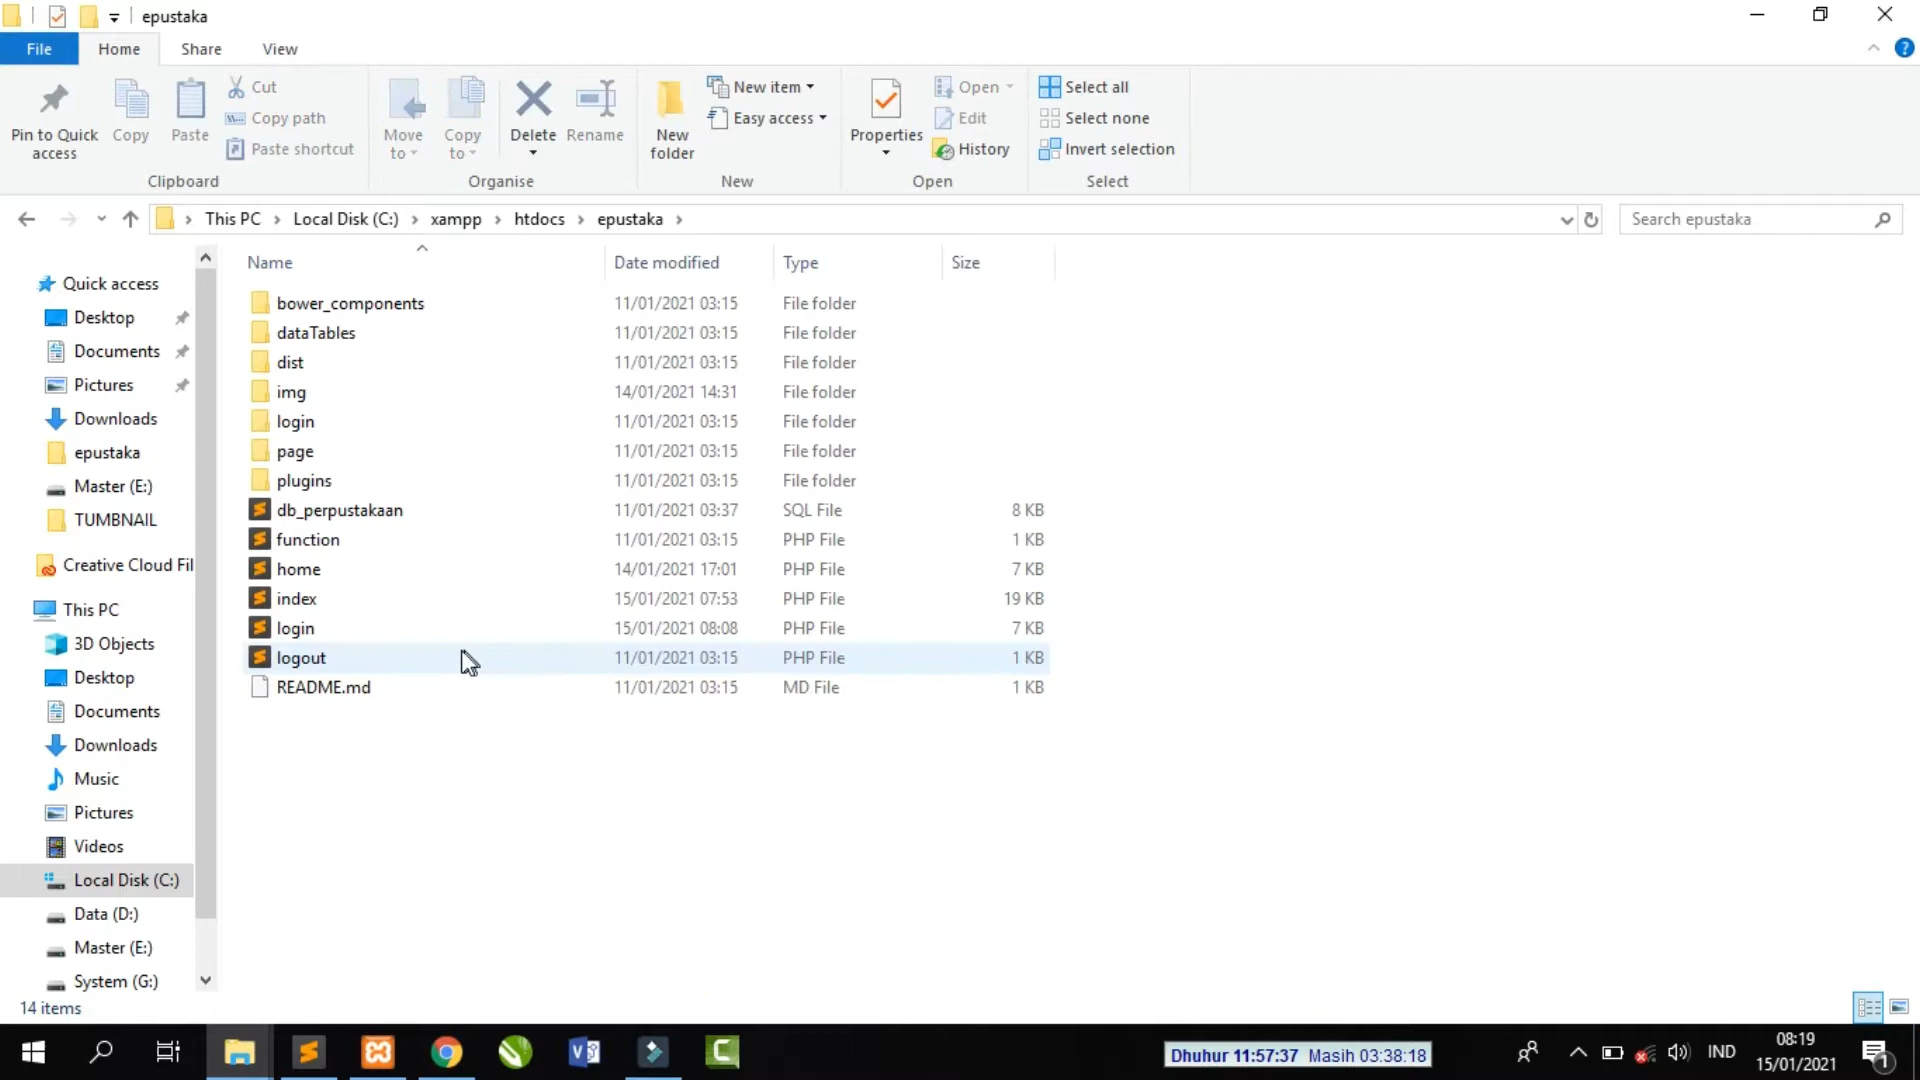 epustaka
File Home Share View
Pin to Quick access
Copy
Paste
Cut
Copy path
Paste shortcut
Clipboard
Move to
Copy to
Delete
Rename
Organise
New folder
New item
Easy access
New
Properties
Open
Edit
History
Open
Select all
Select none
Invert selection
Select
This PC › Local Disk (C:) › xampp › htdocs › epustaka ›
Search epustaka
Quick access
Desktop
Documents
Pictures
Downloads
epustaka
Master (E:)
TUMBNAIL
Creative Cloud Fil
This PC
3D Objects
Desktop
Documents
Downloads
Music
Pictures
Videos
Local Disk (C:)
Data (D:)
Master (E:)
System (G:)
Name Date modified Type Size
bower_components 11/01/2021 03:15 File folder
dataTables 11/01/2021 03:15 File folder
dist 11/01/2021 03:15 File folder
img 14/01/2021 14:31 File folder
login 11/01/2021 03:15 File folder
page 11/01/2021 03:15 File folder
plugins 11/01/2021 03:15 File folder
db_perpustakaan 11/01/2021 03:37 SQL File 8 KB
function 11/01/2021 03:15 PHP File 1 KB
home 14/01/2021 17:01 PHP File 7 KB
index 15/01/2021 07:53 PHP File 19 KB
login 15/01/2021 08:08 PHP File 7 KB
logout 11/01/2021 03:15 PHP File 1 KB
README.md 11/01/2021 03:15 MD File 1 KB
14 items
Dhuhur 11:57:37 Masih 03:38:18
IND
08:19
15/01/2021
1